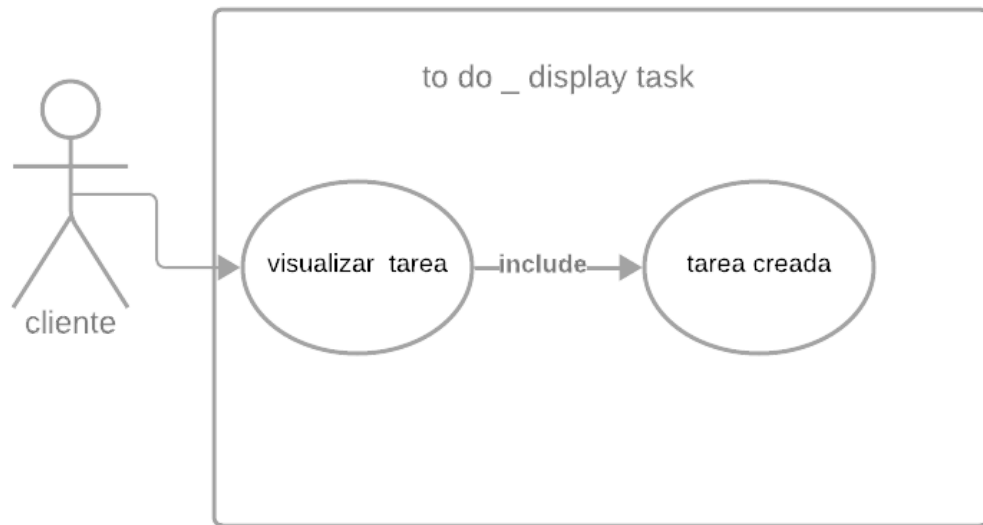 to do _ display task
visualizar tarea
include
tarea creada
cliente